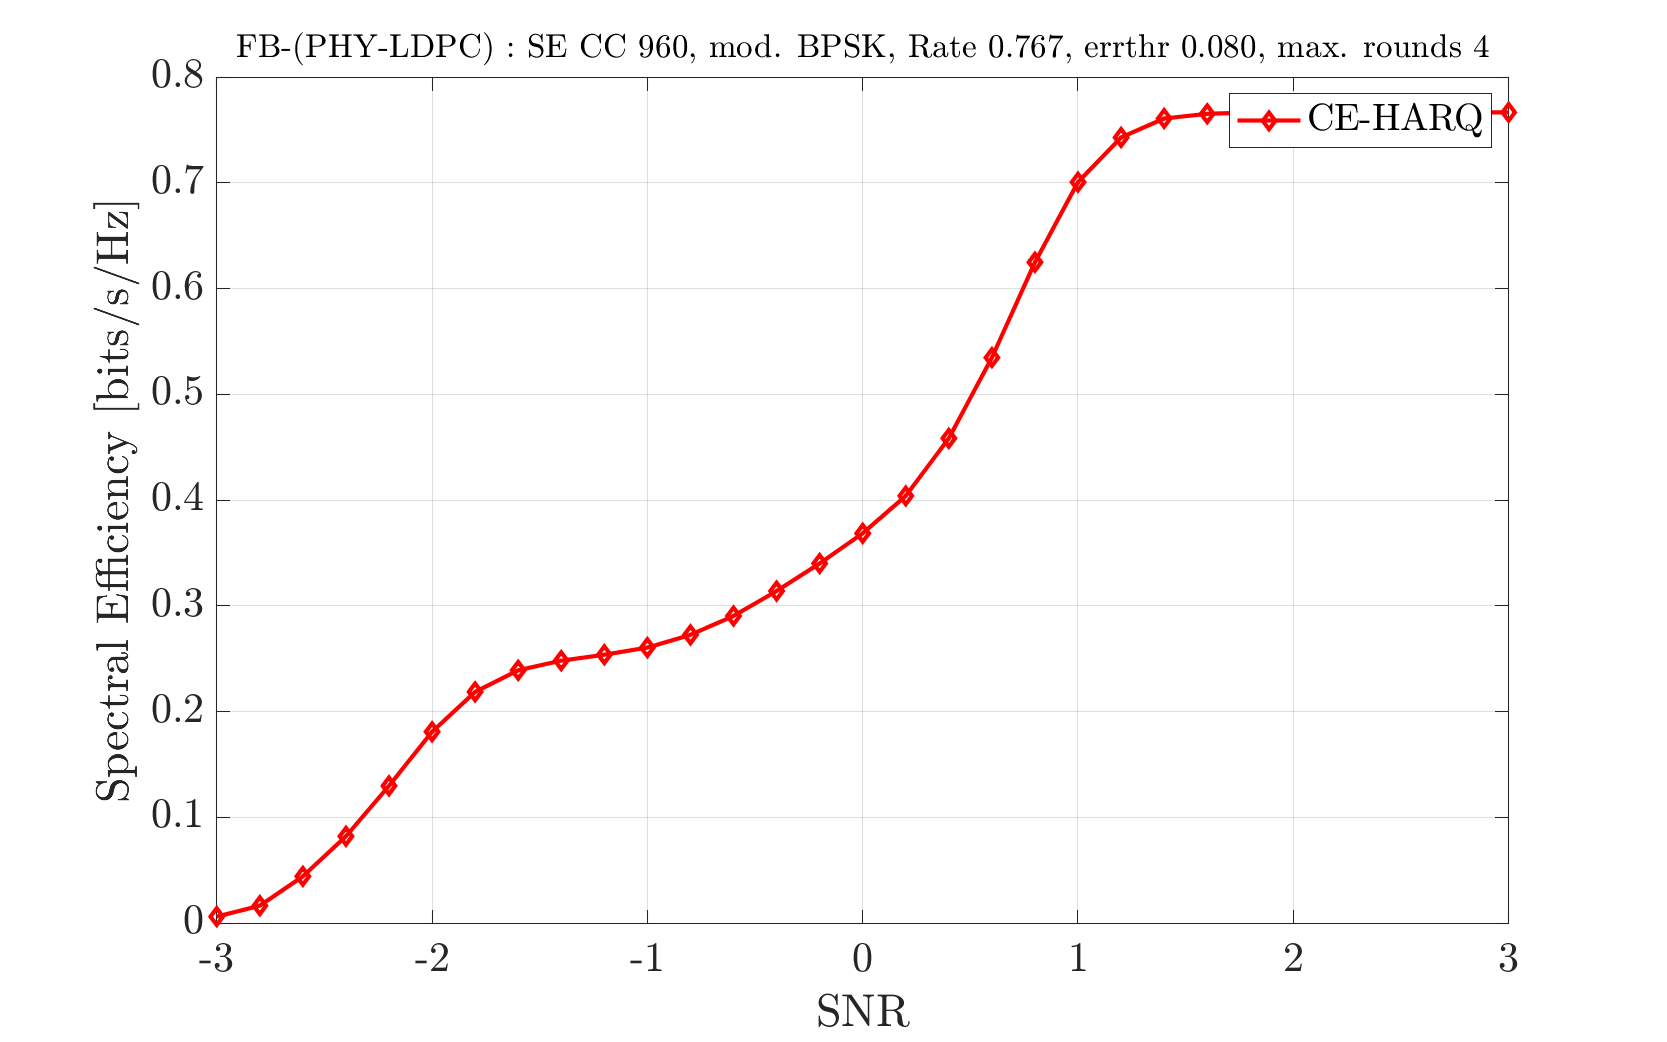 FB-(PHY-LDPC) : SE CC 960, mod. BPSK, Rate 0.767, errthr 0.080, max. rounds 4
CE-HARQ
Spectral Efficiency [bits/s/Hz]
0.8
0.7
0.6
0.5
0.4
0.3
0.2
0.1
0
-3 -2 -1 0 1 2 3
SNR